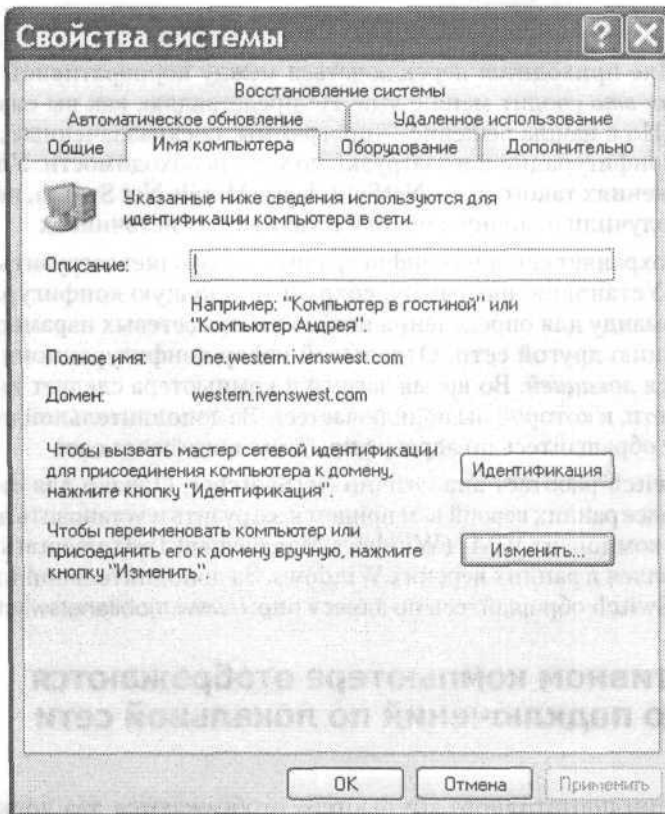 Свойства системы
Восстановление системы
Автоматическое обновление Удаленное использование
Общие Имя компьютера Оборудование Дополнительно
Указанные ниже сведения используются для
идентификации компьютера в сети.
Описание:
Например: "Компьютер в гостиной" или
"Компьютер Андрея".
Полное имя: One.western.ivenswest.com
Домен: western.ivenswest.com
Чтобы вызвать мастер сетевой идентификации
для присоединения компьютера к домену,
нажмите кнопку "Идентификация".
Идентификация
Чтобы переименовать компьютер или
присоединить его к домену вручную, нажмите
кнопку "Изменить".
Изменить...
OK Отмена Применить